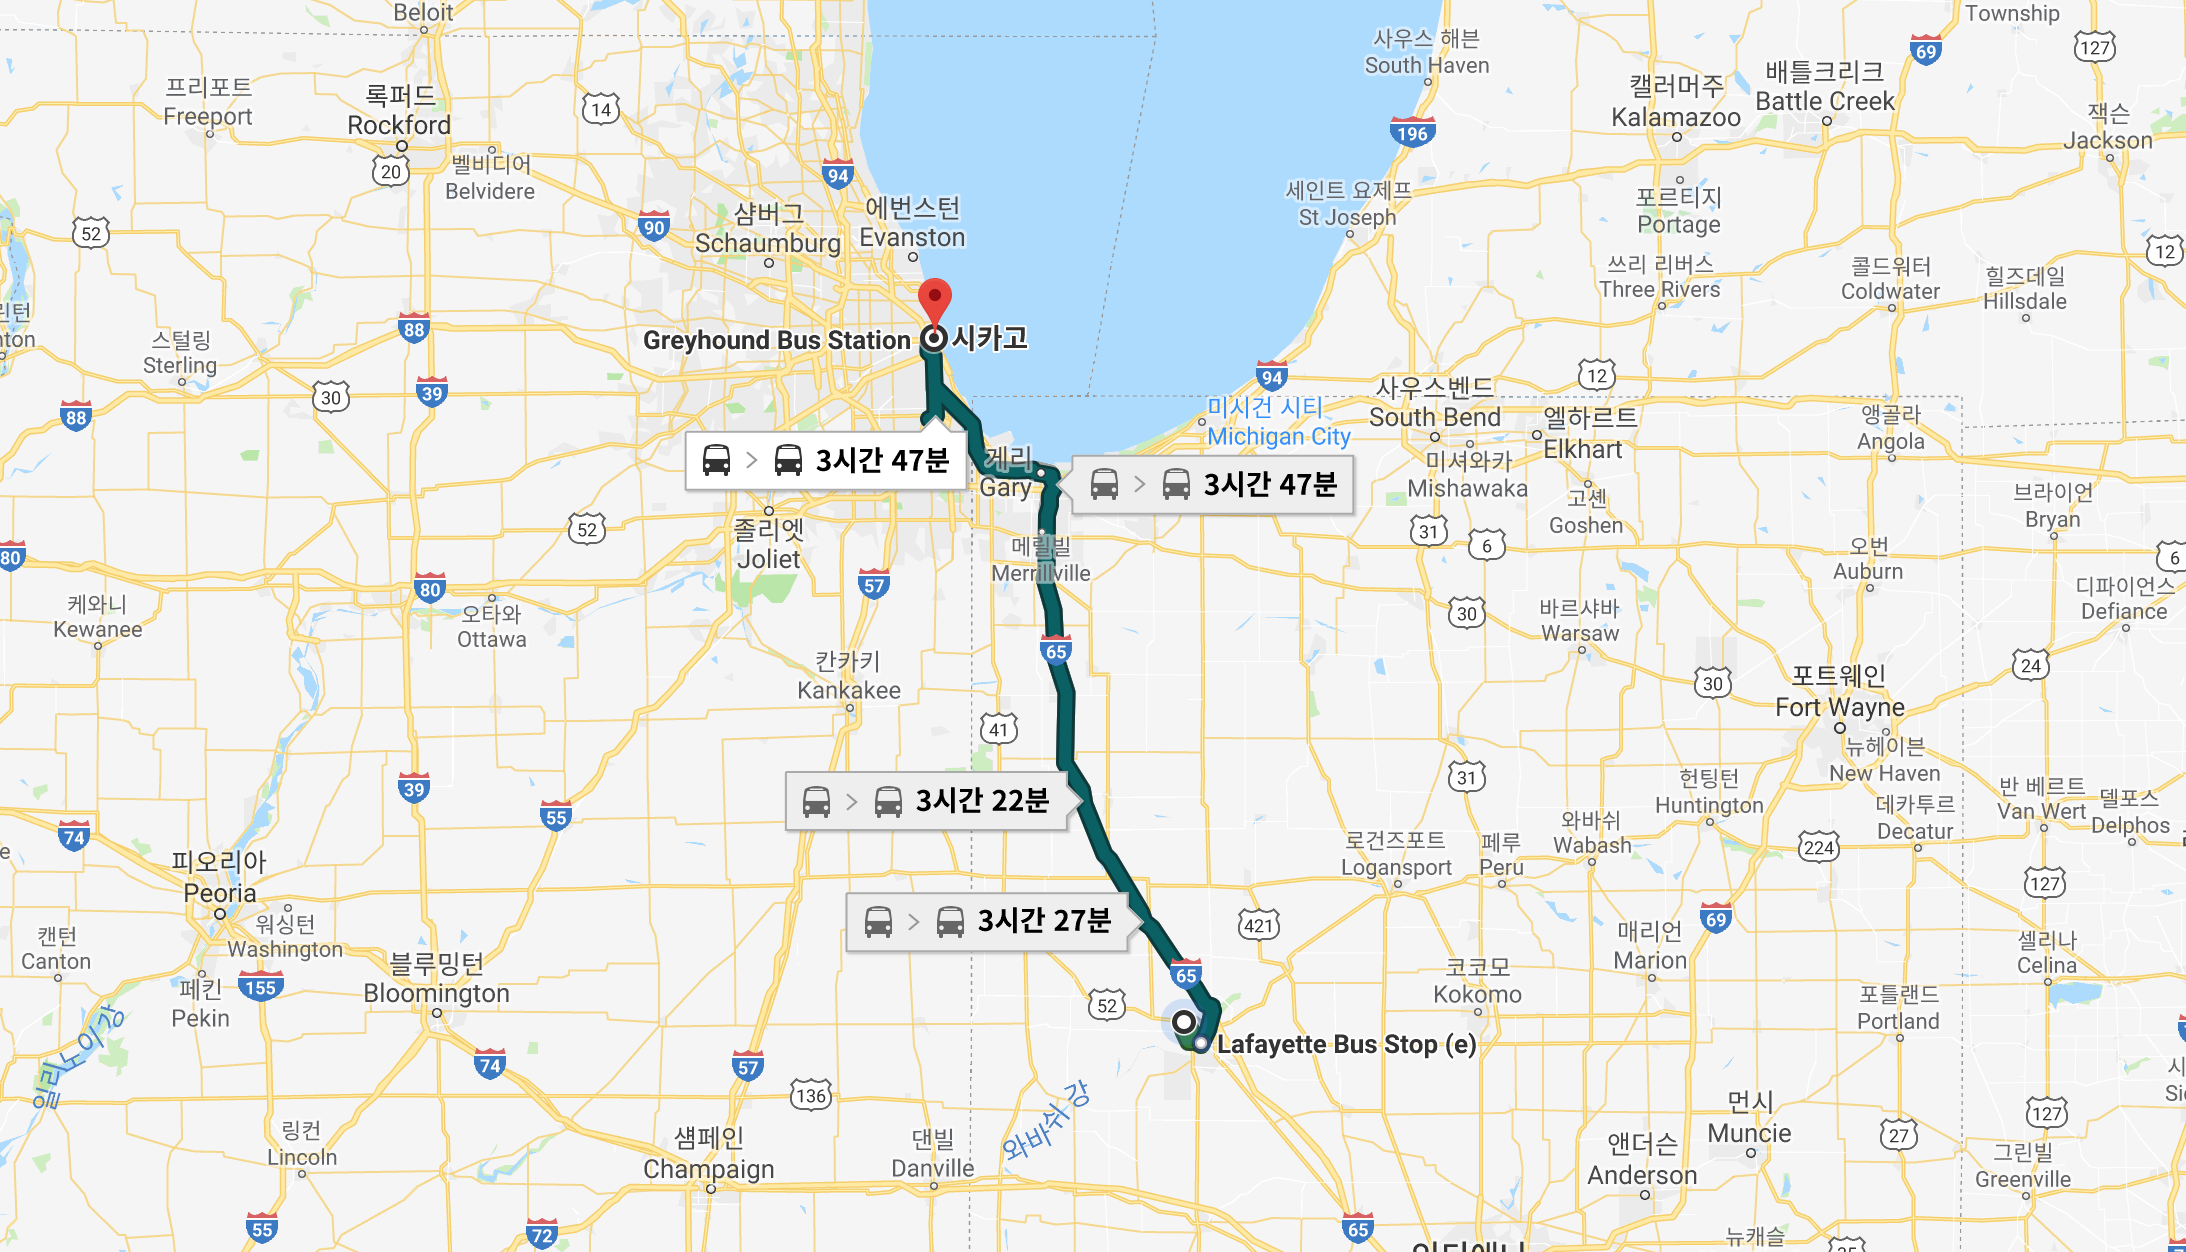 Beloit
Township
127
69
사우스 해븐
South Haven
프리포트
Freeport
록퍼드
Rockford
14
캘러머주
Kalamazoo
배틀크리크
Battle Creek
잭슨
Jackson
196
20
벨비디어
Belvidere
94
세인트 요제프
St Joseph
포르티지
Portage
52
90
샴버그
Schaumburg
에번스턴
Evanston
12
쓰리 리버스
Three Rivers
콜드워터
Coldwater
힐즈데일
Hillsdale
린턴
nton
88
스털링
Sterling
Greyhound Bus Station
시카고
39
30
88
94
12
사우스벤드
South Bend
엘하르트
Elkhart
미시건 시티
Michigan City
앵골라
Angola
3시간 47분
게리
Gary
3시간 47분
미셔와카
Mishawaka
고셴
Goshen
브라이언
Bryan
52
졸리엣
Joliet
31
6
80
메릴빌
Merrillville
오번
Auburn
6
80
57
디파이언스
Defiance
케와니
Kewanee
오타와
Ottawa
30
바르샤바
Warsaw
65
칸카키
Kankakee
24
30
포트웨인
Fort Wayne
41
뉴헤이븐
New Haven
39
55
31
헌팅턴
Huntington
반 베르트
Van Wert
델포스
Delphos
데카투르
Decatur
3시간 22분
74
e
와바쉬
Wabash
로건즈포트
Logansport
페루
Peru
224
피오리아
Peoria
127
3시간 27분
워싱턴
Washington
421
69
캔턴
Canton
매리언
Marion
셀리나
Celina
블루밍턴
Bloomington
155
65
코코모
Kokomo
페킨
Pekin
52
포틀랜드
Portland
일리노이 강
Lafayette Bus Stop (e)
74
57
136
시
Si
와바쉬 강
먼시
Muncie
127
27
링컨
Lincoln
섐페인
Champaign
댄빌
Danville
앤더슨
Anderson
그린빌
Greenville
55
72
65
뉴캐슬